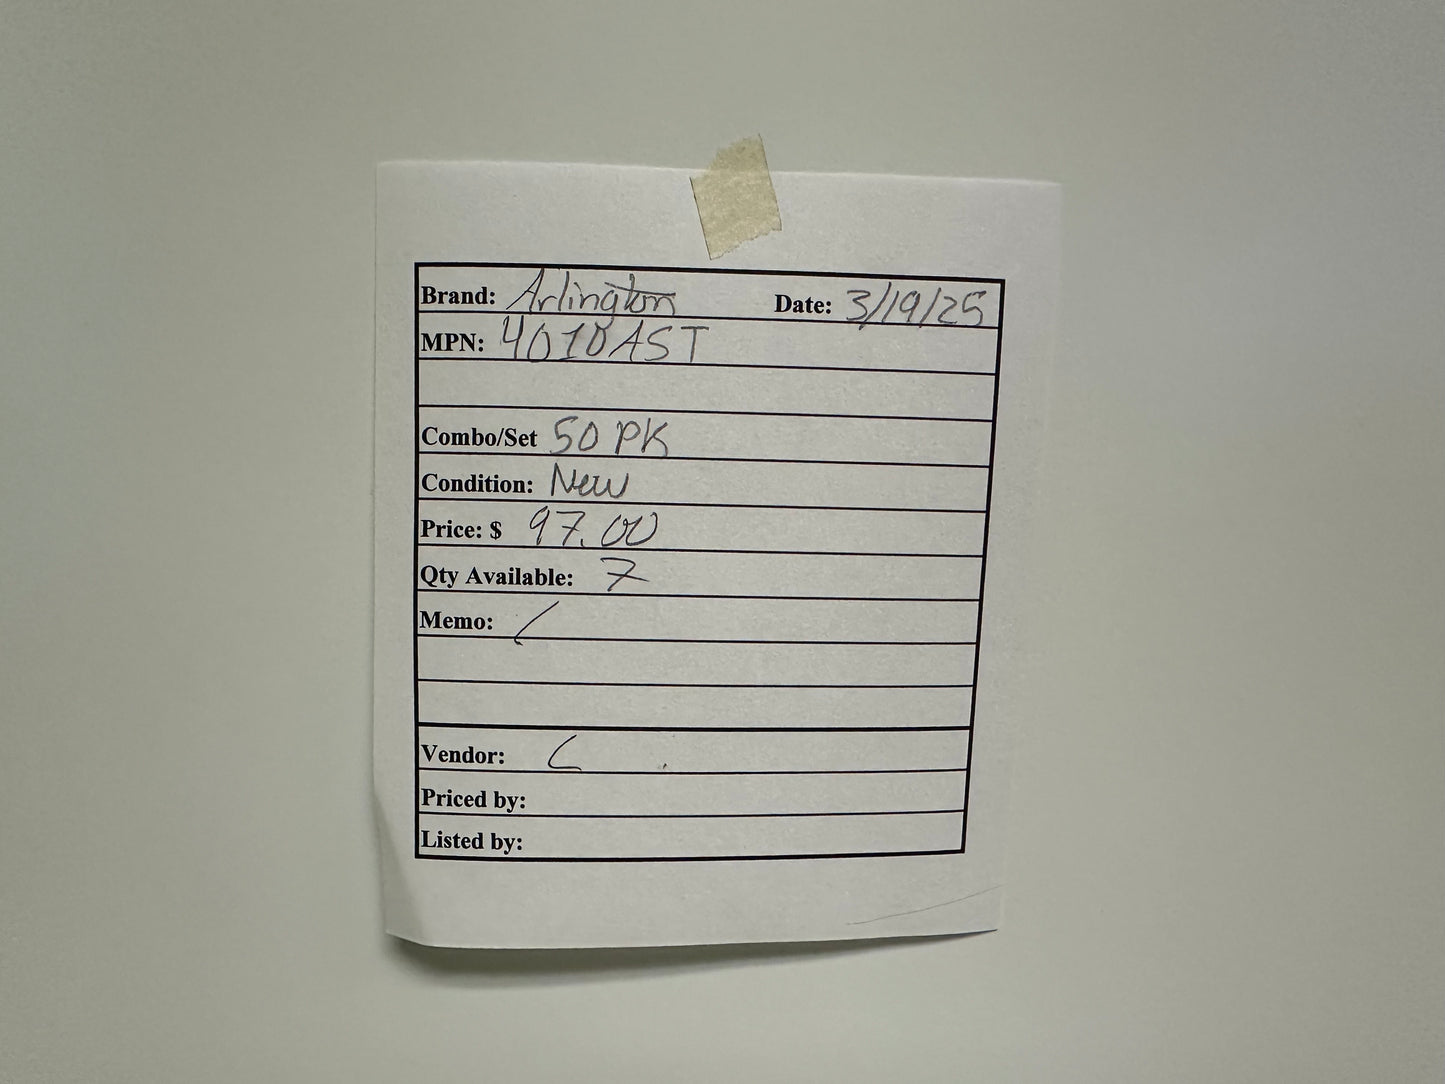 Brand: Arlington Date: 3/19/25
MPN: 4010AST
Combo/Set 50 PK
Condition: New
Price: $ 97.00
Qty Available: 7
Memo:
Vendor:
Priced by:
Listed by: